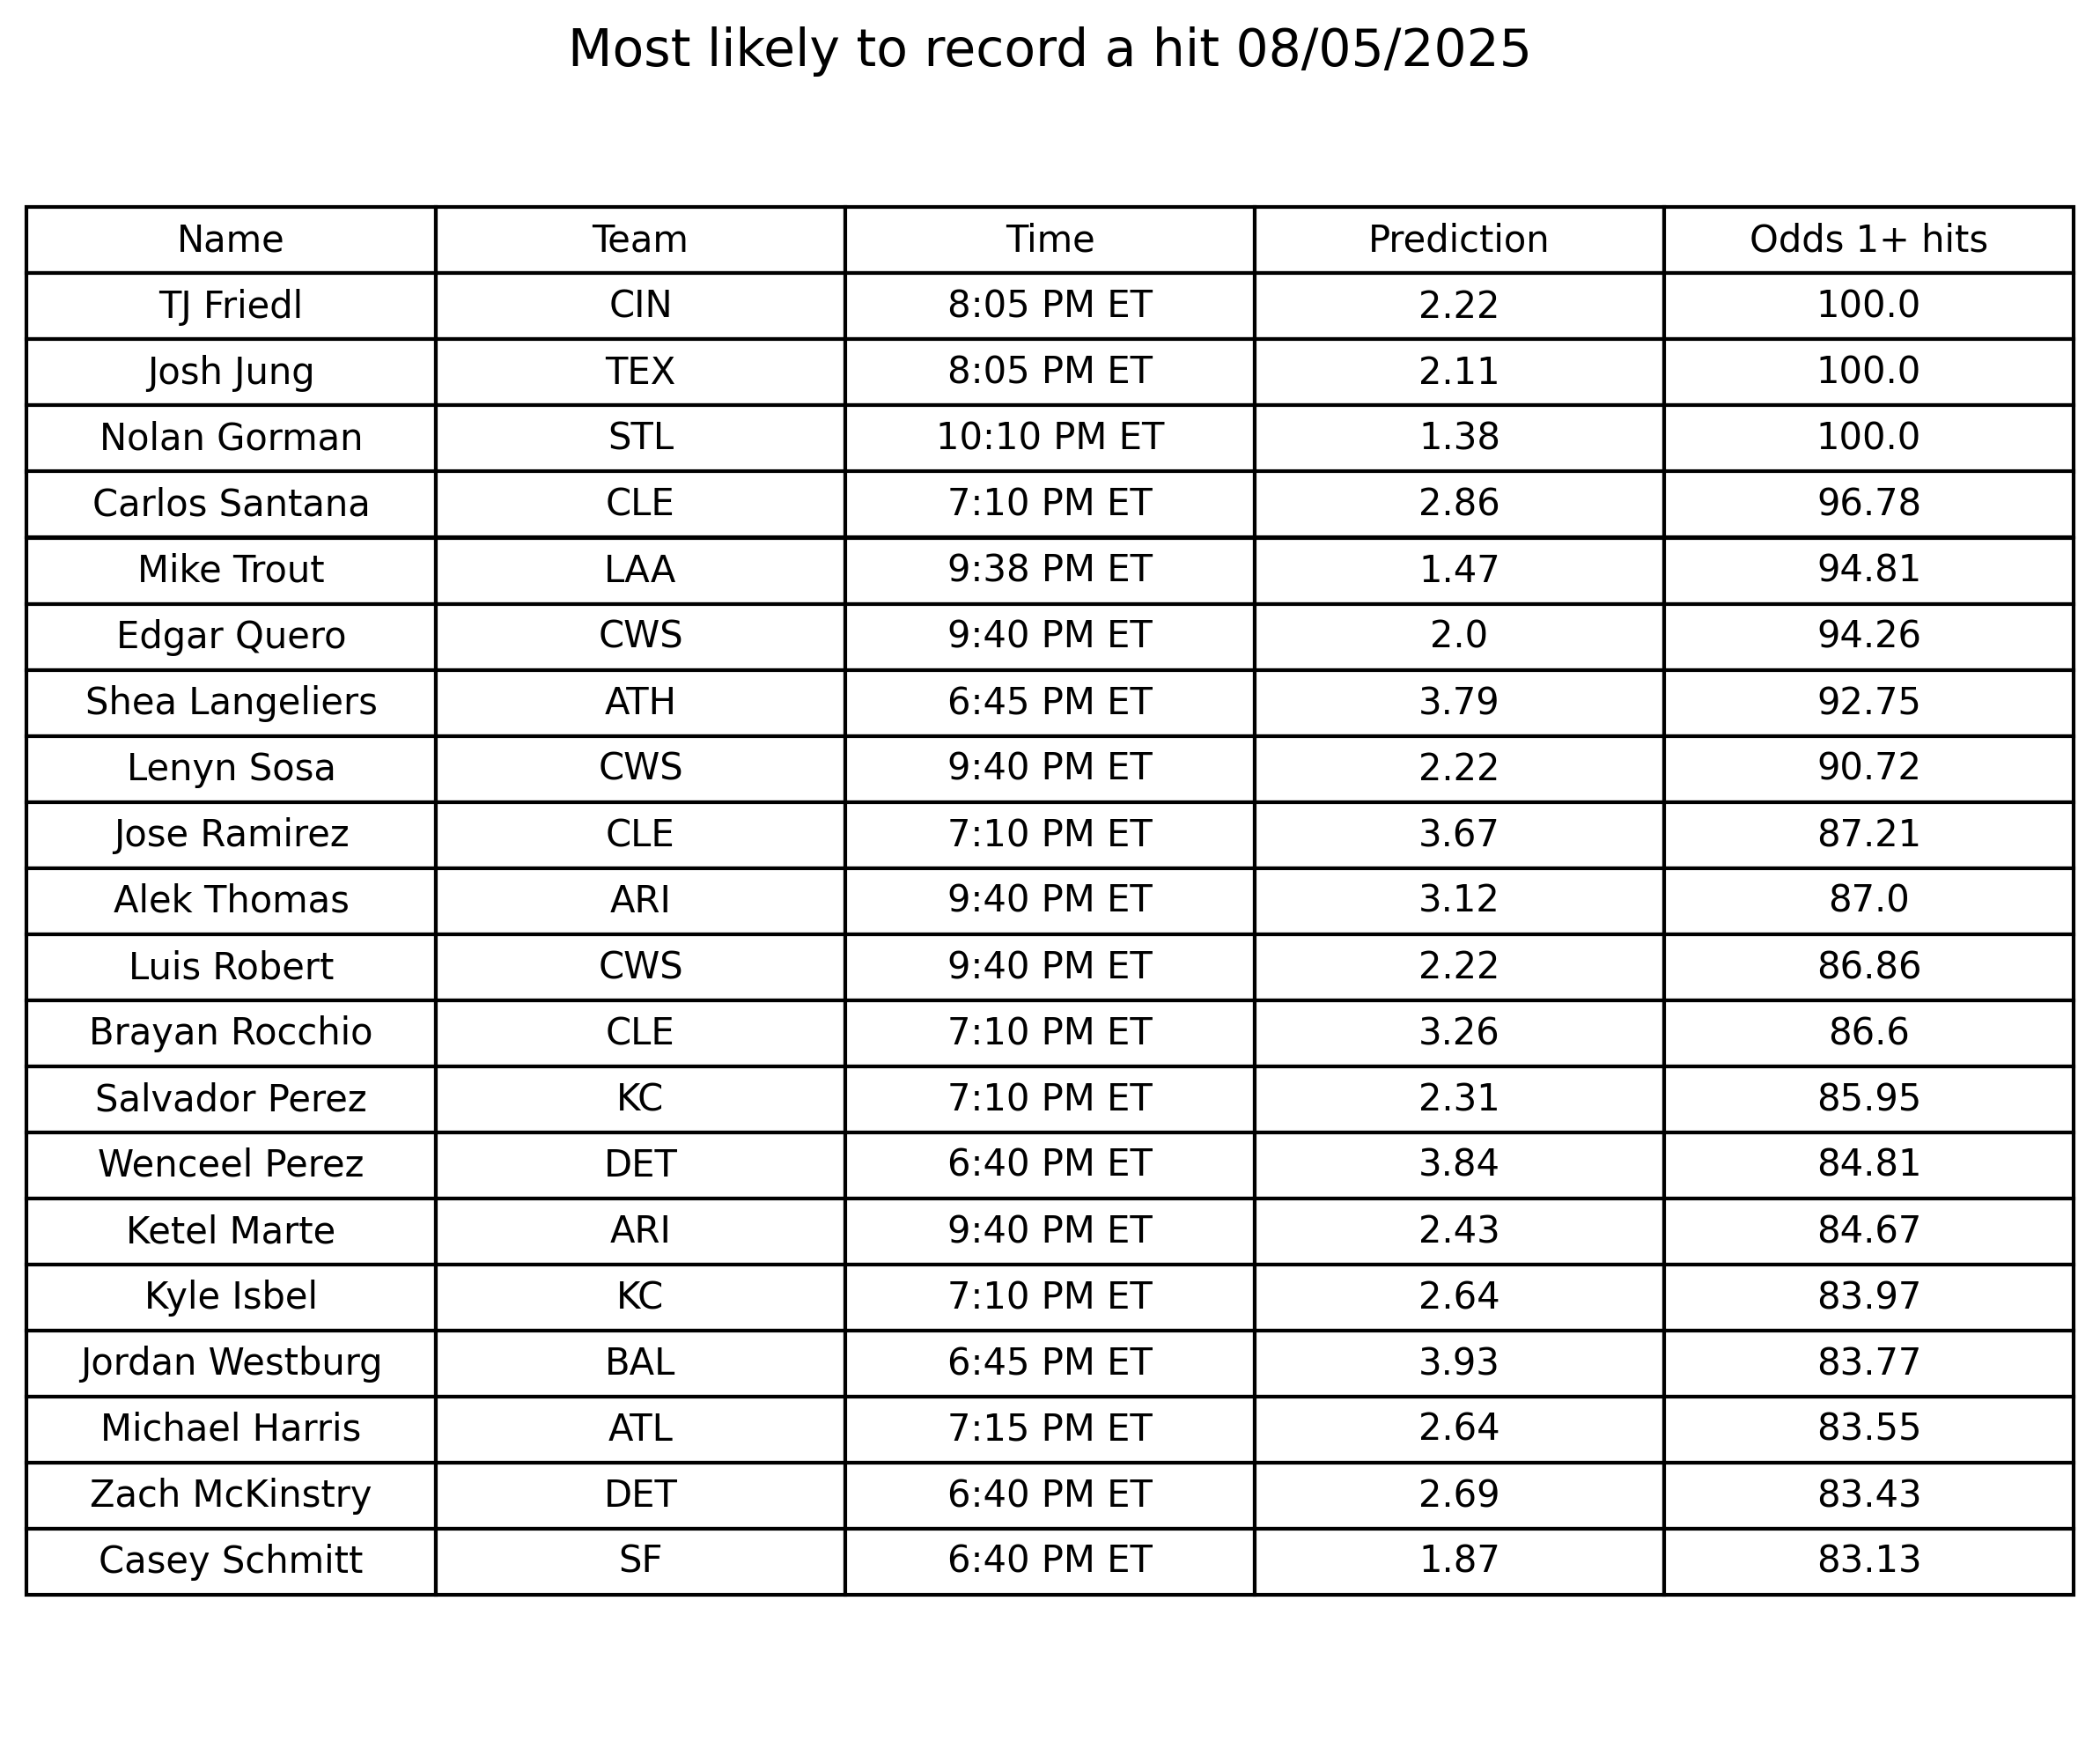 Most likely to record a hit 08/05/2025
Name Team Time Prediction Odds 1+ hits
TJ Friedl CIN 8:05 PM ET 2.22 100.0
Josh Jung TEX 8:05 PM ET 2.11 100.0
Nolan Gorman STL 10:10 PM ET 1.38 100.0
Carlos Santana CLE 7:10 PM ET 2.86 96.78
Mike Trout LAA 9:38 PM ET 1.47 94.81
Edgar Quero CWS 9:40 PM ET 2.0 94.26
Shea Langeliers ATH 6:45 PM ET 3.79 92.75
Lenyn Sosa CWS 9:40 PM ET 2.22 90.72
Jose Ramirez CLE 7:10 PM ET 3.67 87.21
Alek Thomas ARI 9:40 PM ET 3.12 87.0
Luis Robert CWS 9:40 PM ET 2.22 86.86
Brayan Rocchio CLE 7:10 PM ET 3.26 86.6
Salvador Perez KC 7:10 PM ET 2.31 85.95
Wenceel Perez DET 6:40 PM ET 3.84 84.81
Ketel Marte ARI 9:40 PM ET 2.43 84.67
Kyle Isbel KC 7:10 PM ET 2.64 83.97
Jordan Westburg BAL 6:45 PM ET 3.93 83.77
Michael Harris ATL 7:15 PM ET 2.64 83.55
Zach McKinstry DET 6:40 PM ET 2.69 83.43
Casey Schmitt SF 6:40 PM ET 1.87 83.13